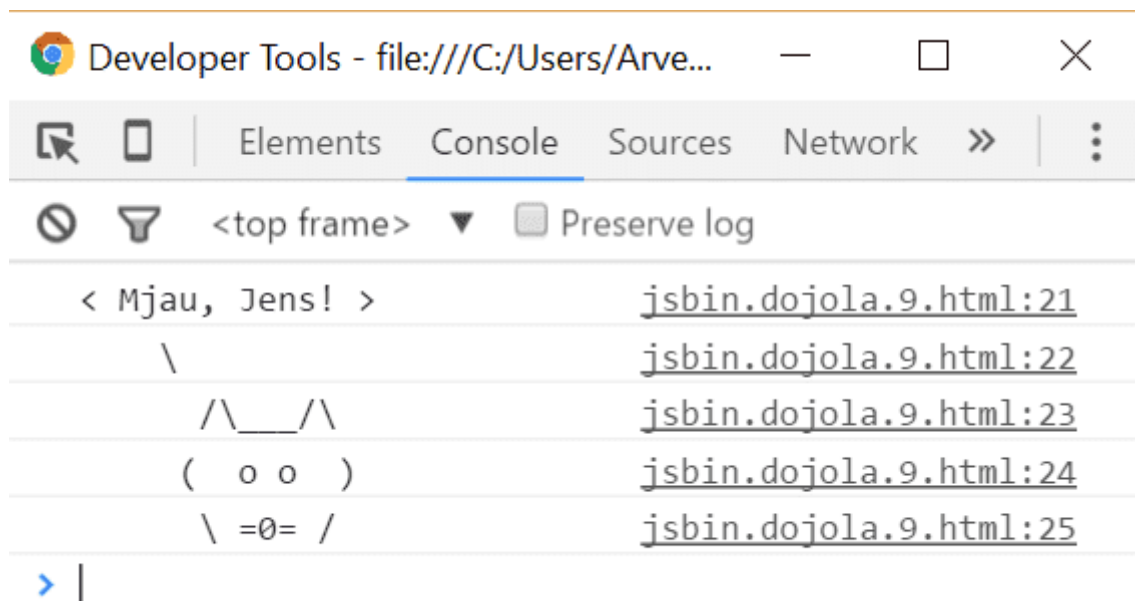 Developer Tools - file:///C:/Users/Arve...
Elements Console Sources Network »
<top frame> ▼ Preserve log
< Mjau, Jens! > jsbin.dojola.9.html:21
\ jsbin.dojola.9.html:22
/\___/\ jsbin.dojola.9.html:23
(  o o  ) jsbin.dojola.9.html:24
\ =0= / jsbin.dojola.9.html:25
>